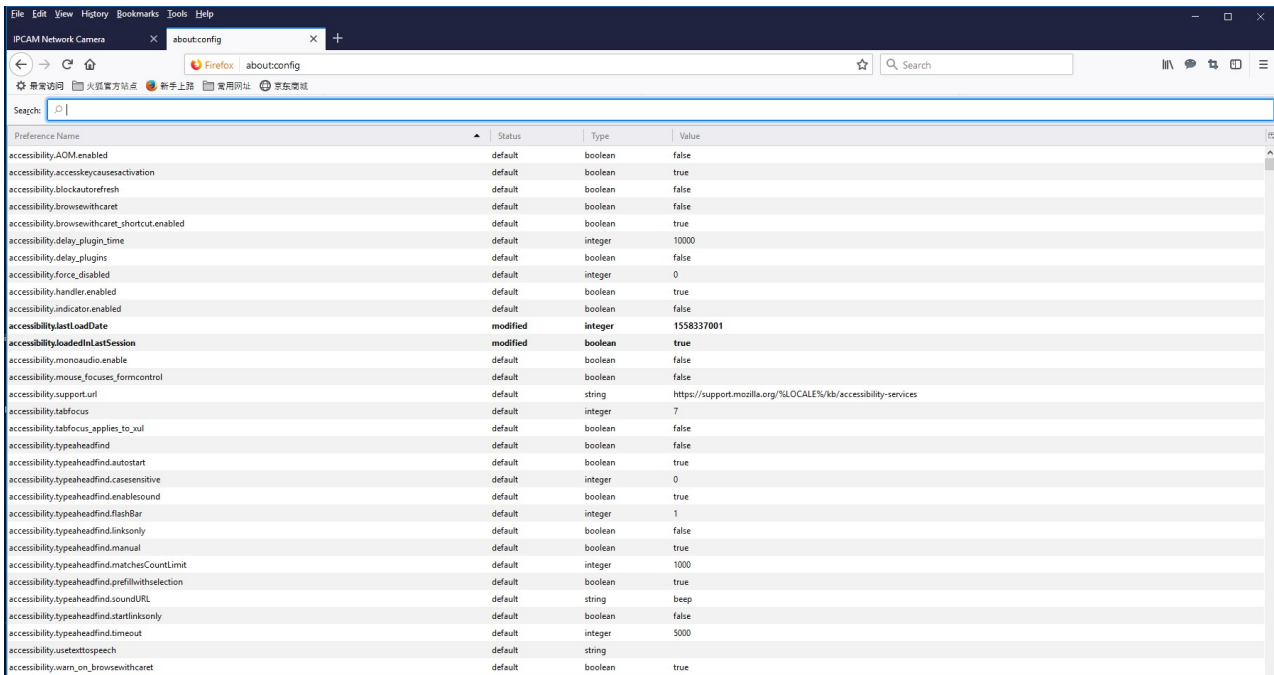 File Edit View History Bookmarks Tools Help
IPCAM Network Camera about:config
Firefox about:config Search
最常访问 火狐官方站点 新手上路 常用网址 京东商城
Search:
Preference Name Status Type Value
accessibility.AOM.enabled default boolean false
accessibility.accesskeycausesactivation default boolean true
accessibility.blockautorefresh default boolean false
accessibility.browsewithcaret default boolean false
accessibility.browsewithcaret_shortcut.enabled default boolean true
accessibility.delay_plugin_time default integer 10000
accessibility.delay_plugins default boolean false
accessibility.force_disabled default integer 0
accessibility.handler.enabled default boolean true
accessibility.indicator.enabled default boolean false
accessibility.lastLoadDate modified integer 1558337001
accessibility.loadedInLastSession modified boolean true
accessibility.monoaudio.enable default boolean false
accessibility.mouse_focuses_formcontrol default boolean false
accessibility.support.url default string https://support.mozilla.org/%LOCALE%/kb/accessibility-services
accessibility.tabfocus default integer 7
accessibility.tabfocus_applies_to_xul default boolean false
accessibility.typeaheadfind default boolean false
accessibility.typeaheadfind.autostart default boolean true
accessibility.typeaheadfind.casesensitive default integer 0
accessibility.typeaheadfind.enablesound default boolean true
accessibility.typeaheadfind.flashBar default integer 1
accessibility.typeaheadfind.linksonly default boolean false
accessibility.typeaheadfind.manual default boolean true
accessibility.typeaheadfind.matchesCountLimit default integer 1000
accessibility.typeaheadfind.prefillwithselection default boolean true
accessibility.typeaheadfind.soundURL default string beep
accessibility.typeaheadfind.startlinksonly default boolean false
accessibility.typeaheadfind.timeout default integer 5000
accessibility.usetexttospeech default string
accessibility.warn_on_browsewithcaret default boolean true